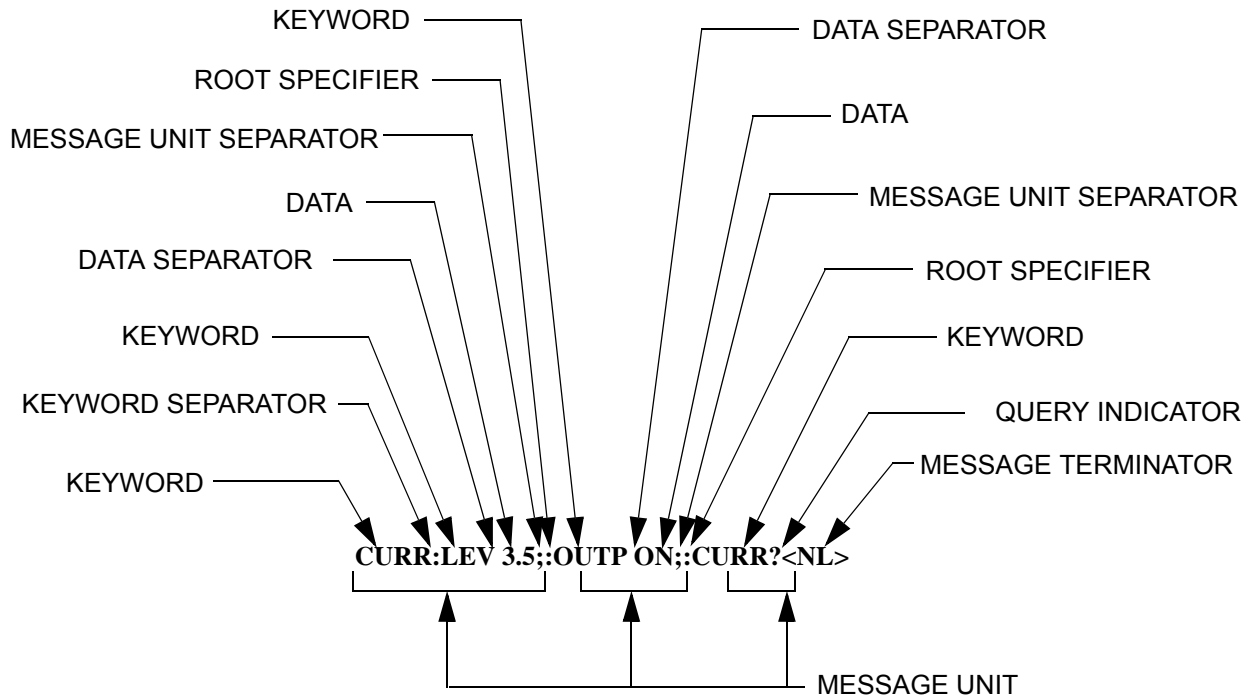 KEYWORD
ROOT SPECIFIER
MESSAGE UNIT SEPARATOR
DATA
DATA SEPARATOR
KEYWORD
KEYWORD SEPARATOR
KEYWORD
DATA SEPARATOR
DATA
MESSAGE UNIT SEPARATOR
ROOT SPECIFIER
KEYWORD
QUERY INDICATOR
MESSAGE TERMINATOR
CURR:LEV 3.5;:OUTP ON;:CURR?<NL>
MESSAGE UNIT